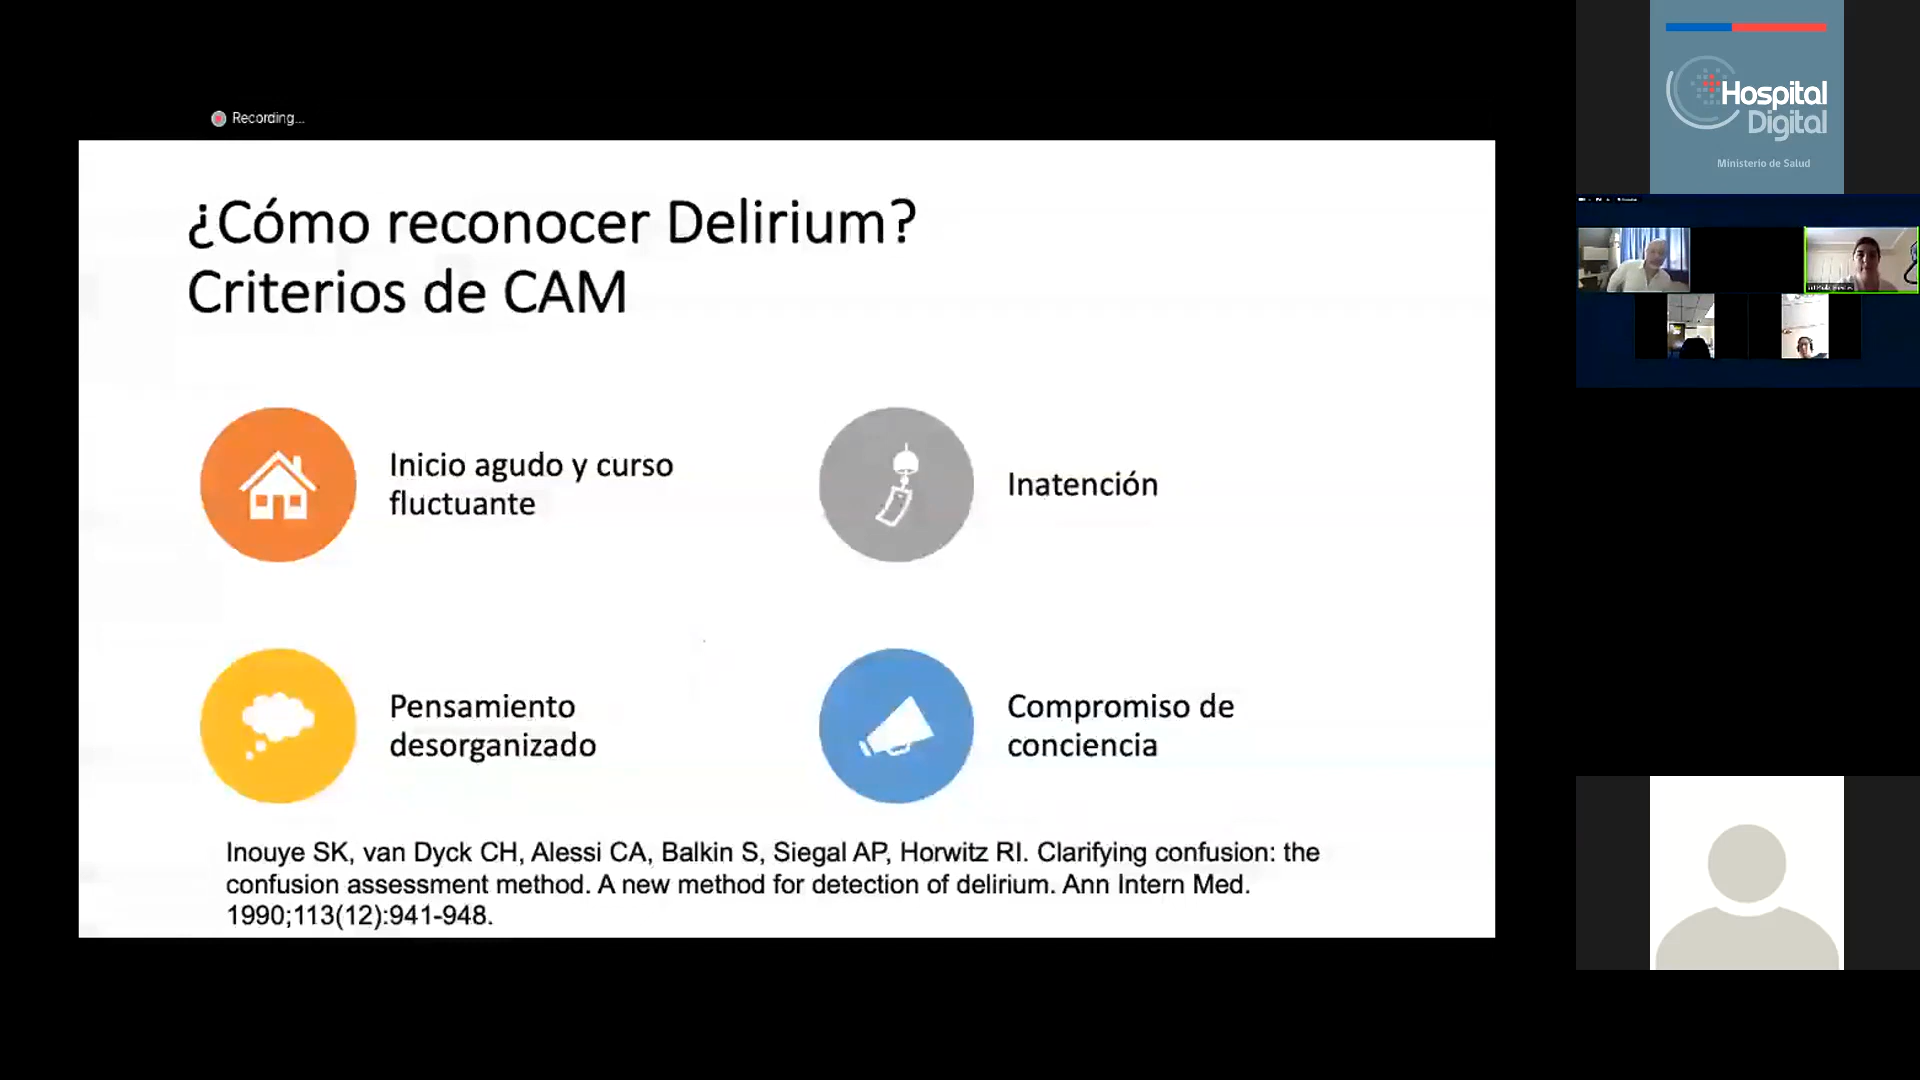 Recording...
¿Cómo reconocer Delirium?
Criterios de CAM
Inicio agudo y curso
fluctuante
Inatención
Pensamiento
desorganizado
Compromiso de
conciencia
Inouye SK, van Dyck CH, Alessi CA, Balkin S, Siegal AP, Horwitz RI. Clarifying confusion: the
confusion assessment method. A new method for detection of delirium. Ann Intern Med.
1990;113(12):941-948.
Hospital
Digital
Ministerio de Salud